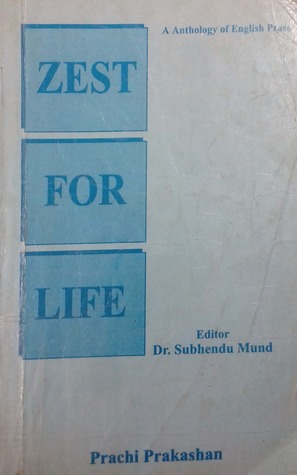 A Anthology of English Prose
ZEST
FOR
LIFE
Editor
Dr. Subhendu Mund
Prachi Prakashan